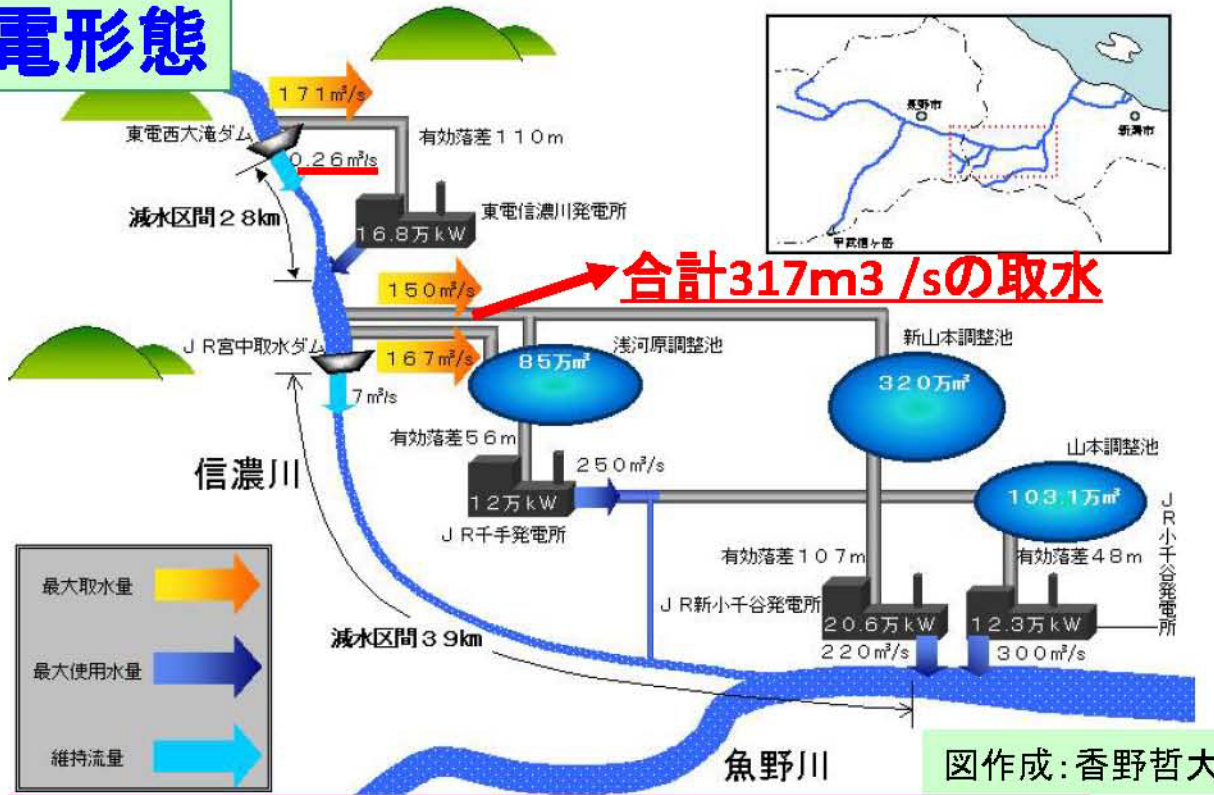 電形態
171m³/s
東電西大滝ダム
有効落差110m
0.26m³/s
減水区間28km
16.8万kW
東電信濃川発電所
長野市
新潟市
甲武信ヶ岳
合計317m3 /sの取水
150m³/s
JR宮中取水ダム
167m³/s
浅河原調整池
85万m³
新山本調整池
320万m³
7m³/s
有効落差56m
信濃川
250m³/s
12万kW
JR千手発電所
山本調整池
103.1万m³
JR小千谷発電所
有効落差107m
有効落差48m
JR新小千谷発電所
20.6万kW
12.3万kW
220m³/s
300m³/s
最大取水量
最大使用水量
維持流量
減水区間39km
魚野川
図作成:香野哲大